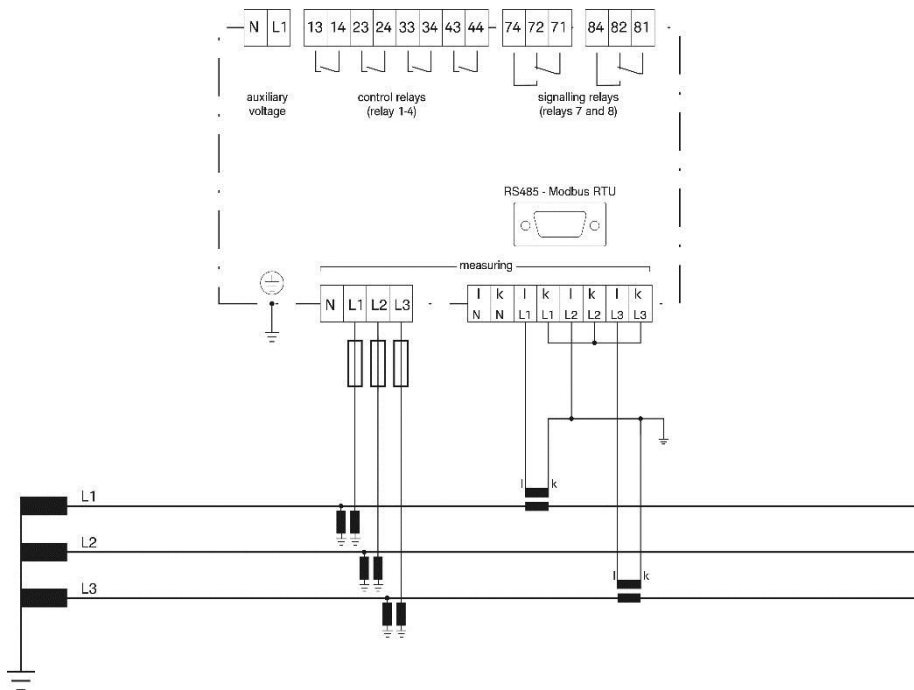 N L1 13 14 23 24 33 34 43 44 74 72 71 84 82 81
auxiliary voltage
control relays (relay 1-4)
signalling relays (relays 7 and 8)
RS485 - Modbus RTU
measuring
N L1 L2 L3
l k l k l k l k
N N L1 L1 L2 L2 L3 L3
l k
L1
L2
l k
L3